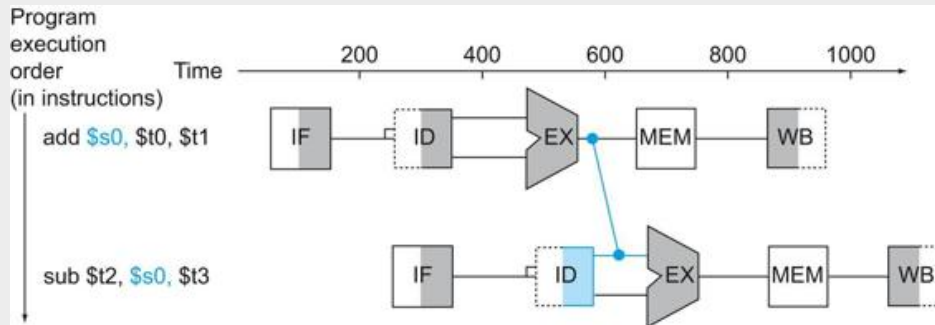 Program
execution
order
(in instructions)
Time
200 400 600 800 1000
add $s0, $t0, $t1
IF ID EX MEM WB
sub $t2, $s0, $t3
IF ID EX MEM WB